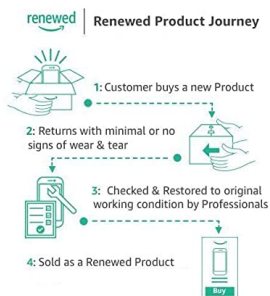 renewed
Renewed Product Journey
1: Customer buys a new Product
2: Returns with minimal or no
signs of wear & tear
3: Checked & Restored to original
working condition by Professionals
4: Sold as a Renewed Product
Buy